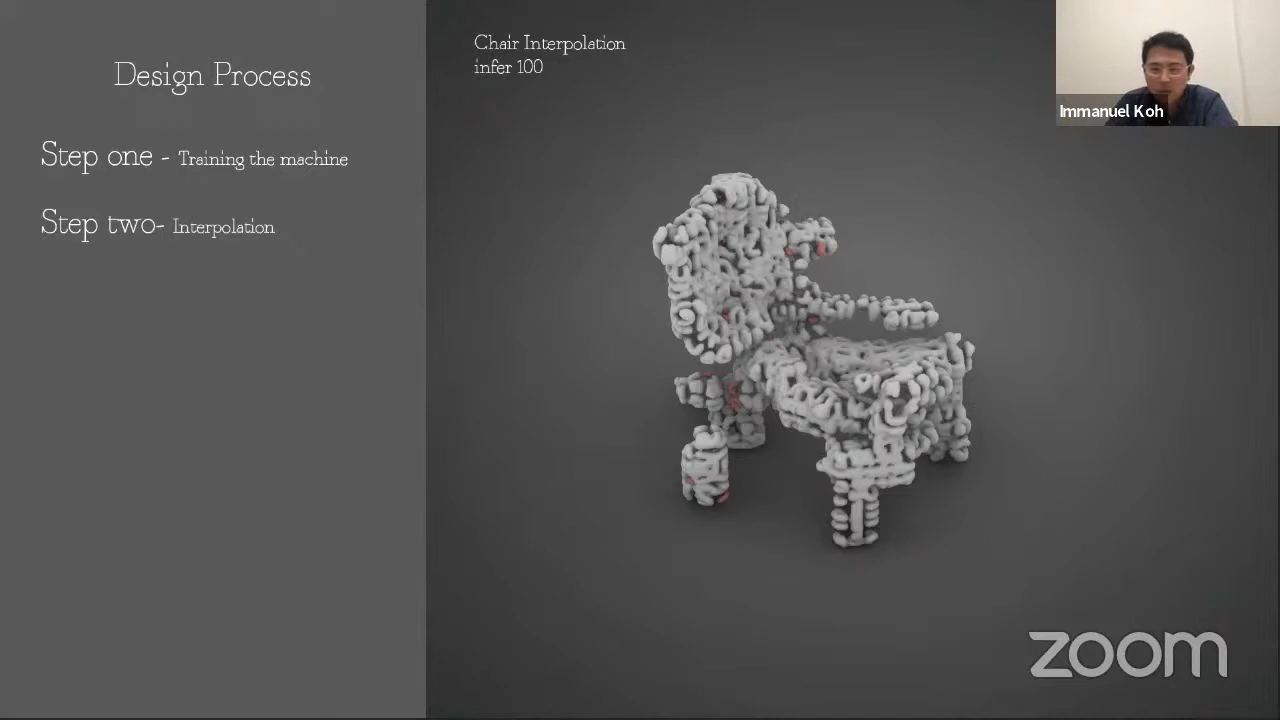 Design Process
Step one - Training the machine
Step two- Interpolation
Chair Interpolation
infer 100
Immanuel Koh
zoom